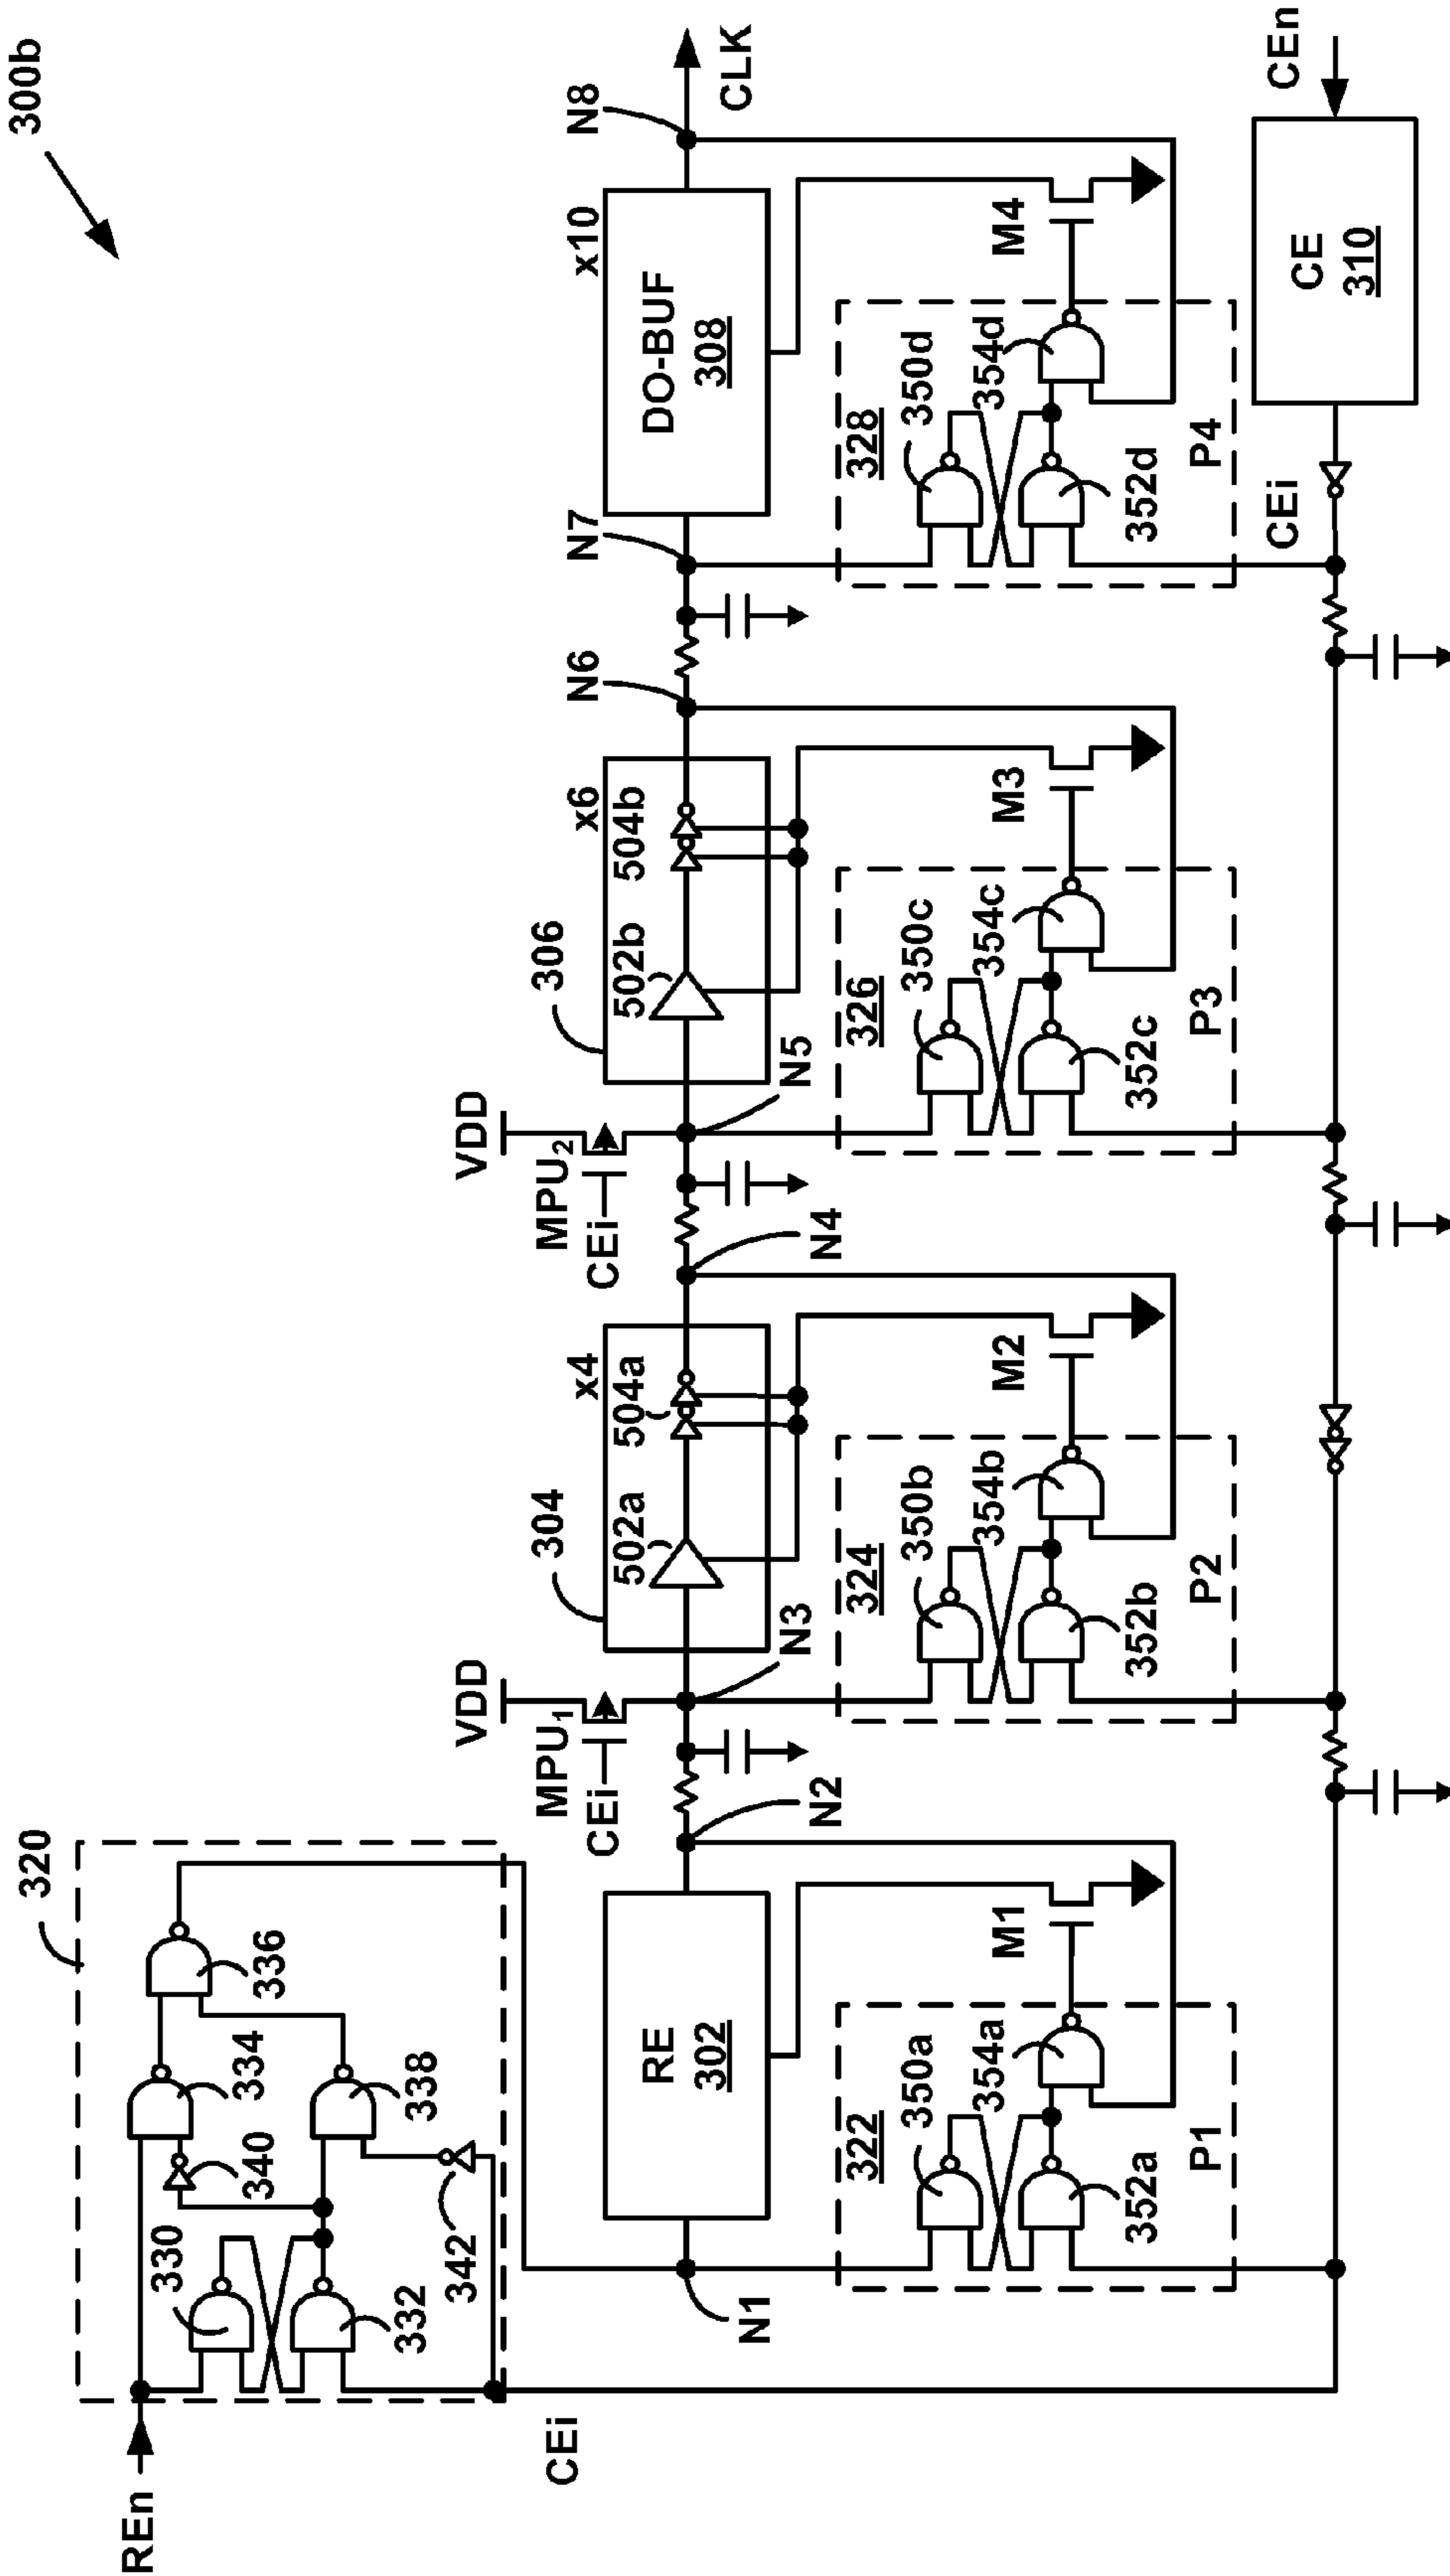 300b
320
REn
330
332
334
336
338
340
342
CEi
N1
RE
302
N2
VDD
MPU1
CEi
N3
304
x4
502a
504a
N4
VDD
MPU2
CEi
N5
306
x6
502b
504b
N6
N7
DO-BUF
308
x10
N8
CLK
322
350a
352a
354a
P1
M1
324
350b
352b
354b
P2
M2
326
350c
352c
354c
P3
M3
328
350d
352d
354d
P4
M4
CEi
CE
310
CEn